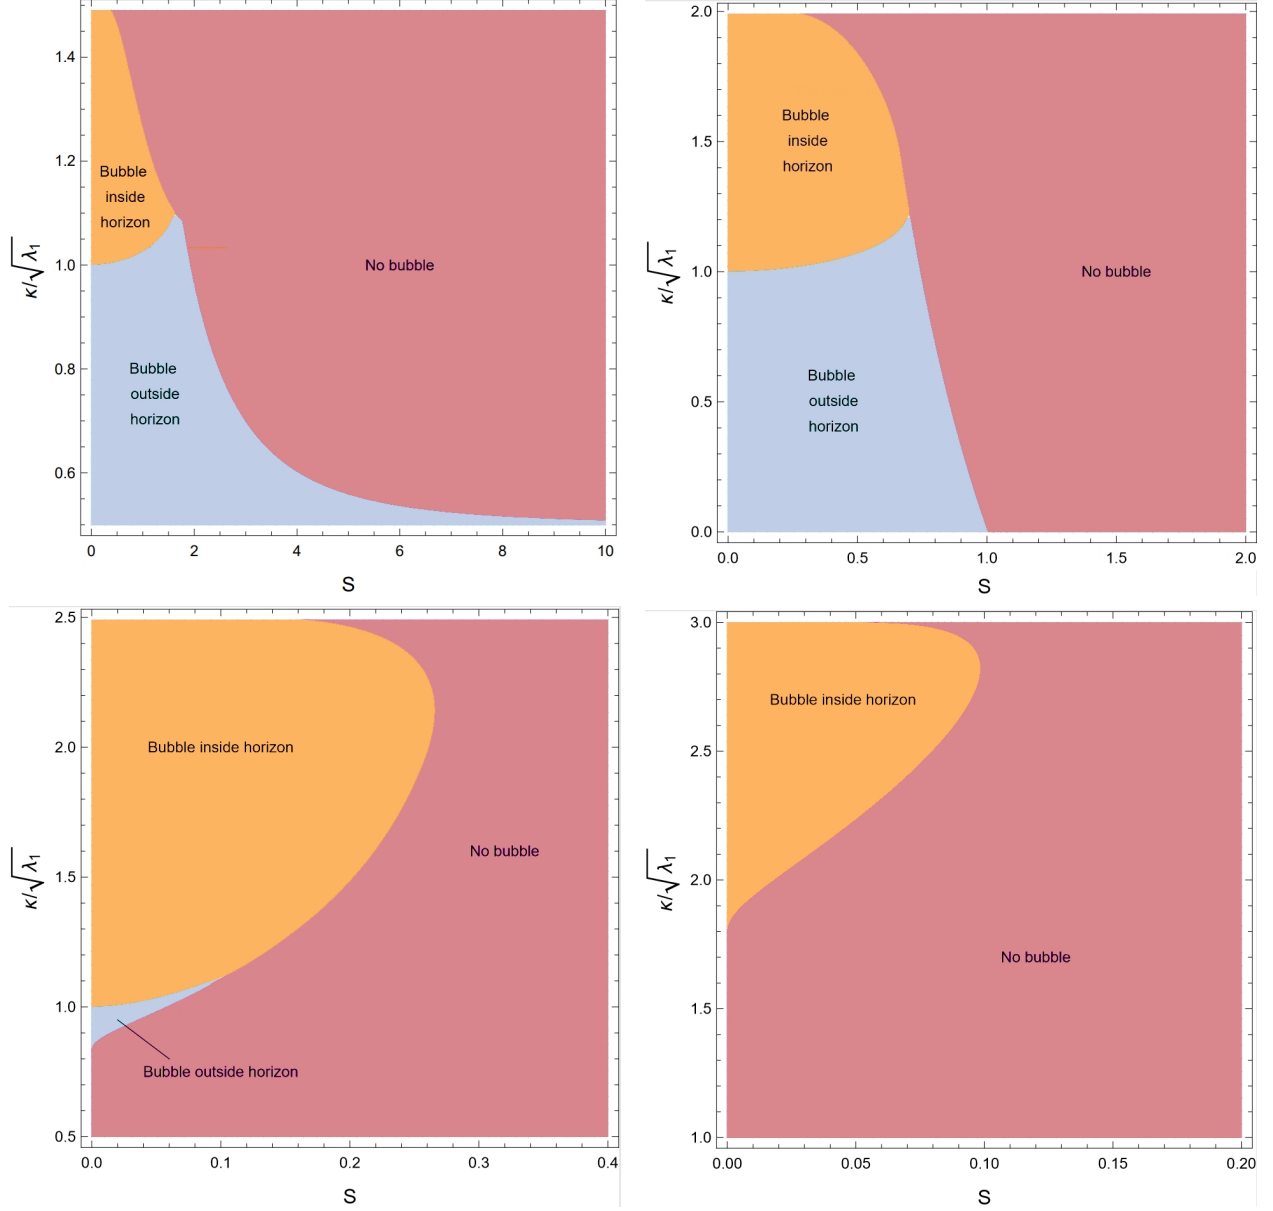 1.4
1.2
1.0
0.8
0.6
κ/√λ₁
Bubble
inside
horizon
No bubble
Bubble
outside
horizon
0 2 4 6 8 10
S
2.0
1.5
1.0
0.5
0.0
κ/√λ₁
Bubble
inside
horizon
No bubble
Bubble
outside
horizon
0.0 0.5 1.0 1.5 2.0
S
2.5
2.0
1.5
1.0
0.5
κ/√λ₁
Bubble inside horizon
No bubble
Bubble outside horizon
0.0 0.1 0.2 0.3 0.4
S
3.0
2.5
2.0
1.5
1.0
κ/√λ₁
Bubble inside horizon
No bubble
0.00 0.05 0.10 0.15 0.20
S